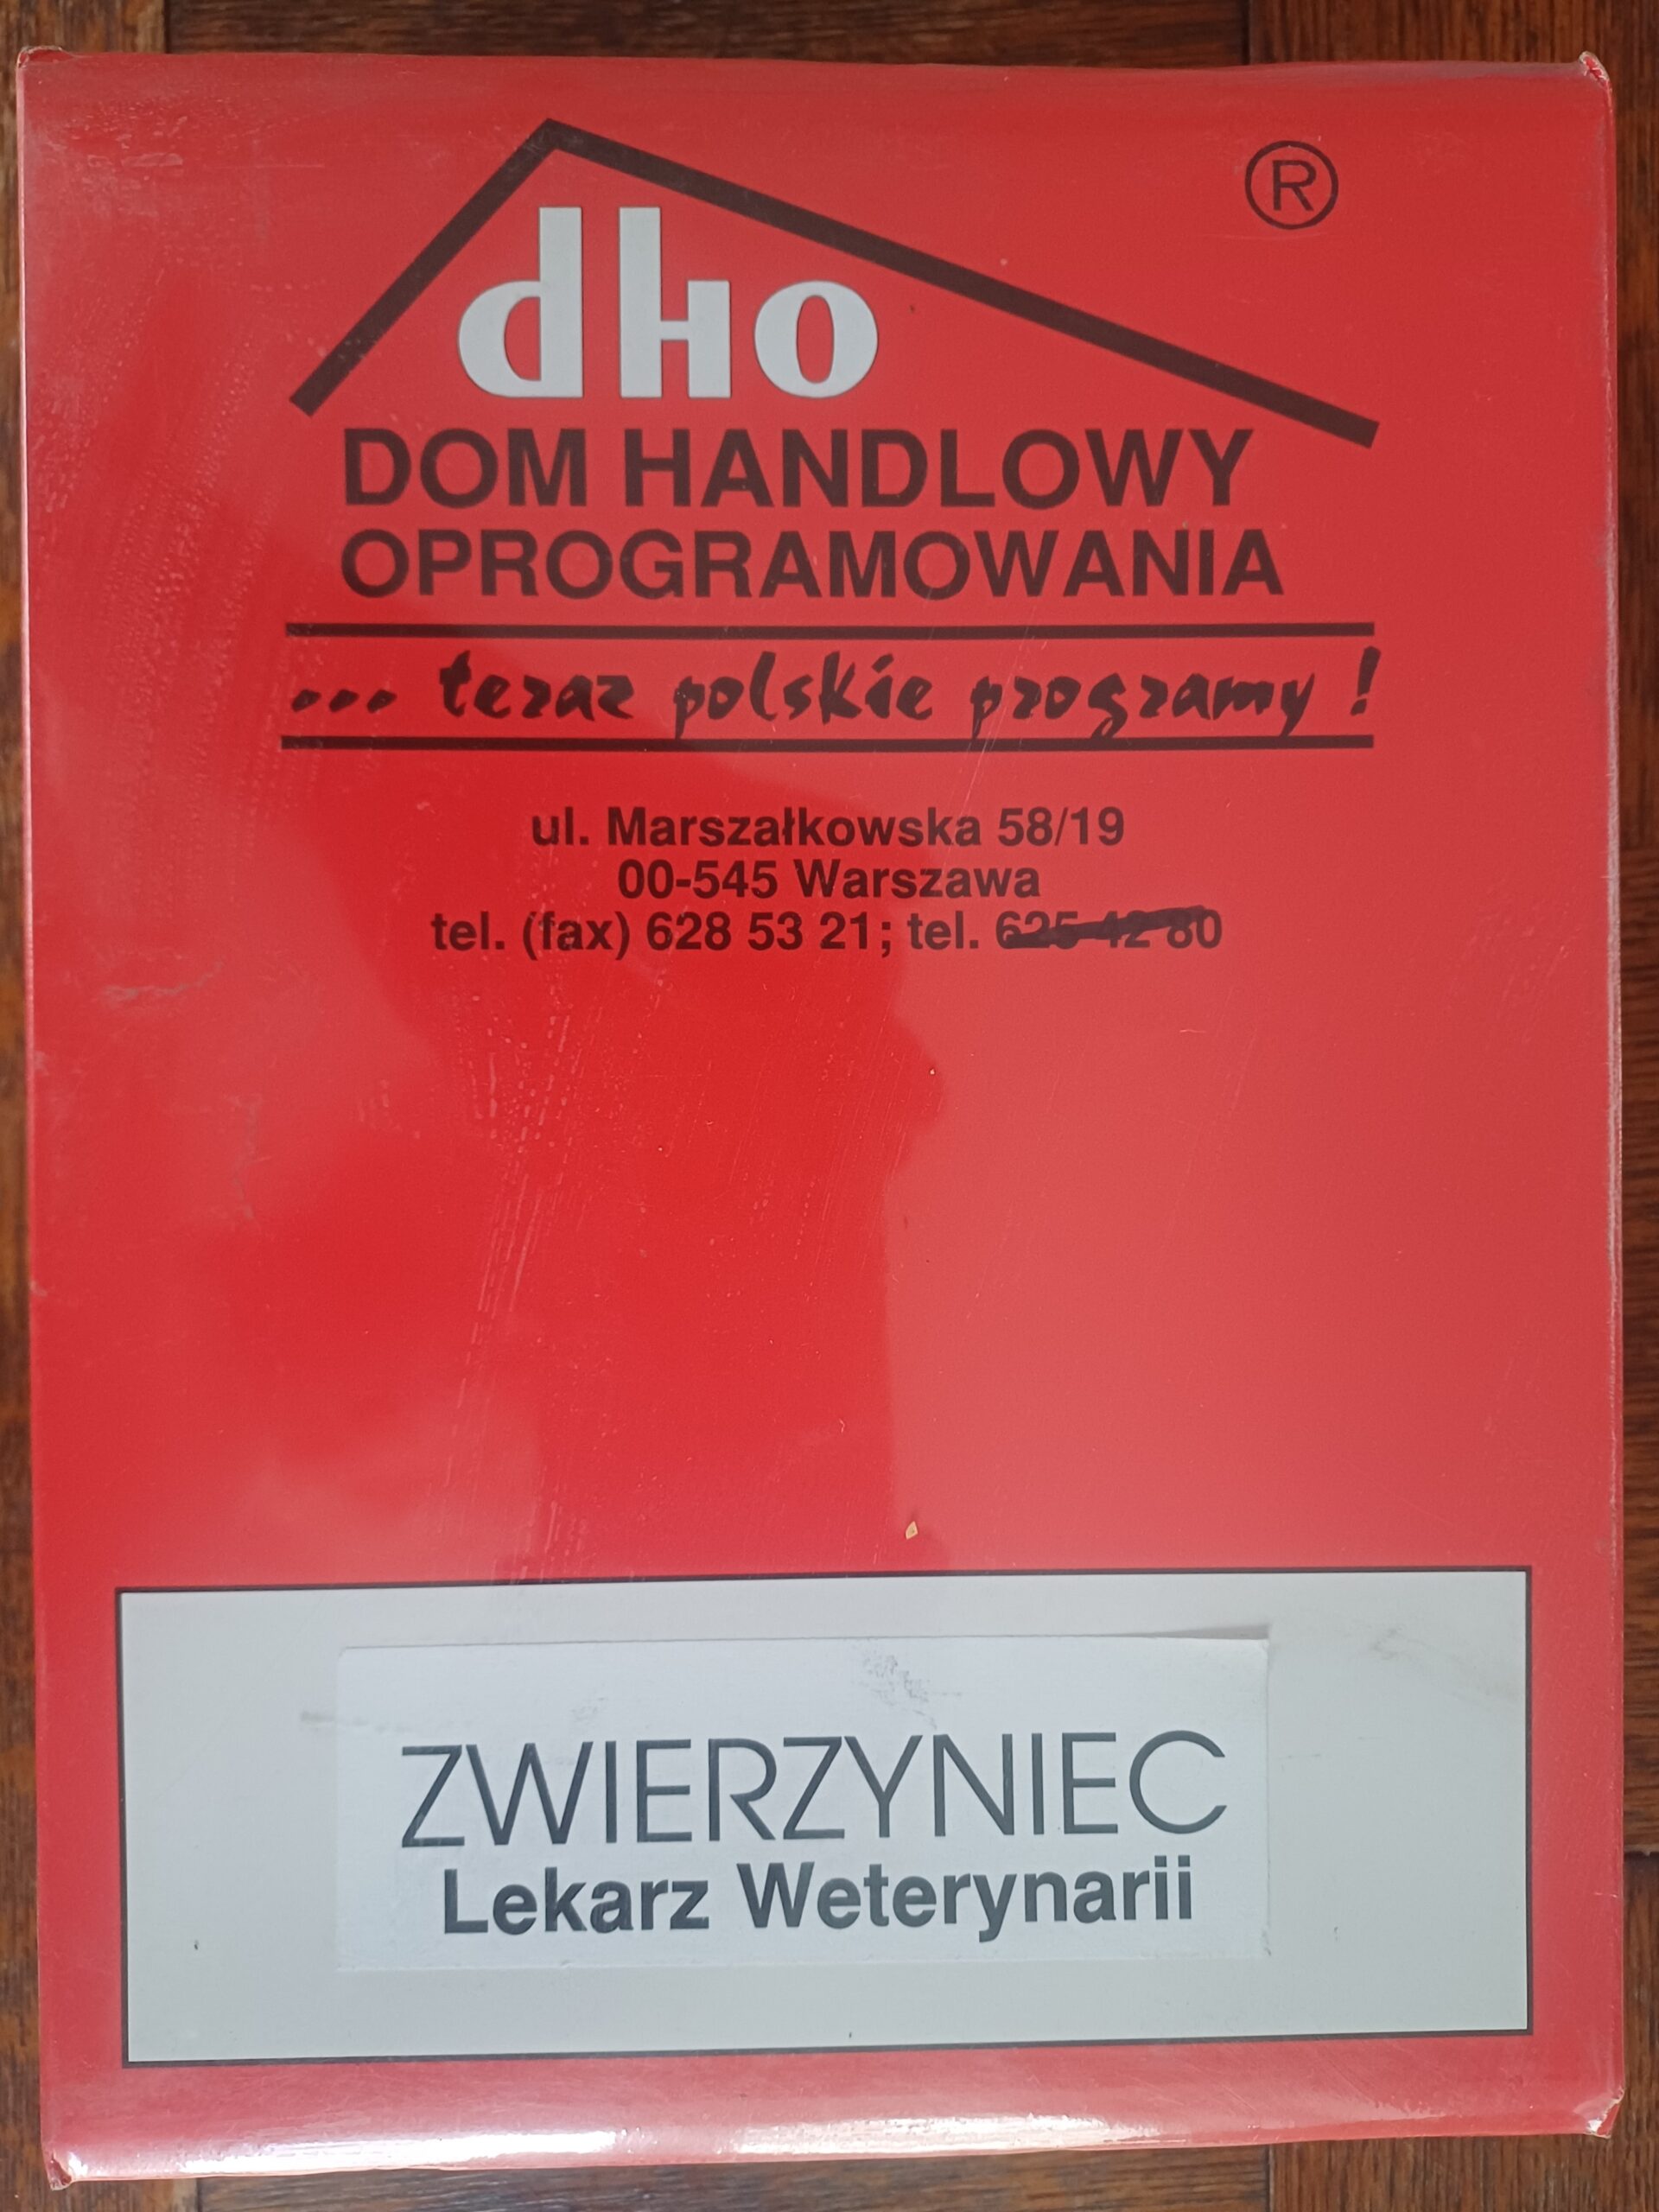 ®
dho
DOM HANDLOWY
OPROGRAMOWANIA
... teraz polskie programy !
ul. Marszałkowska 58/19
00-545 Warszawa
tel. (fax) 628 53 21; tel. 625 42 80
ZWIERZYNIEC
Lekarz Weterynarii